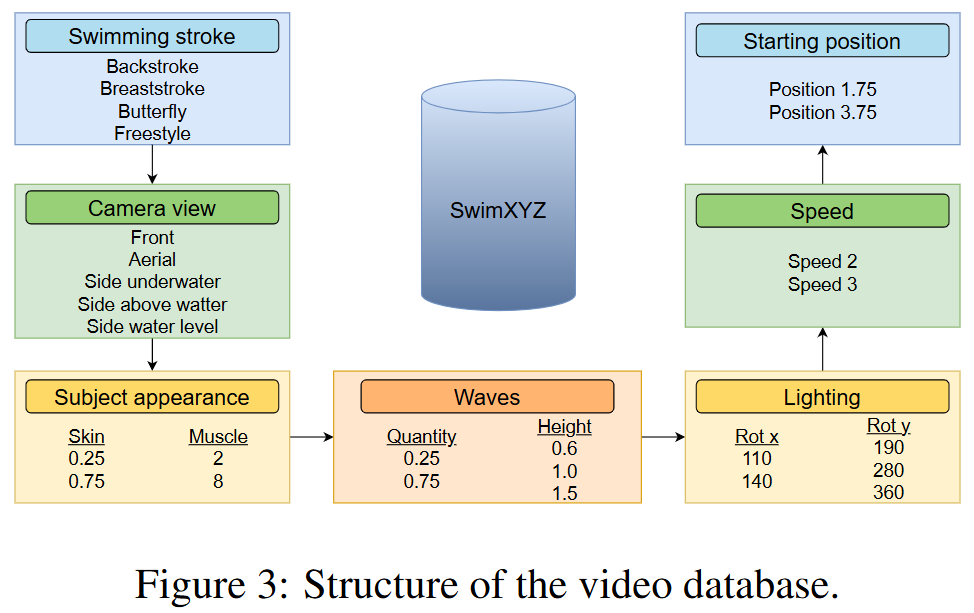 Swimming stroke
Backstroke
Breaststroke
Butterfly
Freestyle
Camera view
Front
Aerial
Side underwater
Side above watter
Side water level
Subject appearance
Skin Muscle
0.25 2
0.75 8
Waves
Quantity Height
0.25 0.6
0.75 1.0
1.5
Lighting
Rot x Rot y
110 190
140 280
360
Speed
Speed 2
Speed 3
Starting position
Position 1.75
Position 3.75
SwimXYZ
Figure 3: Structure of the video database.